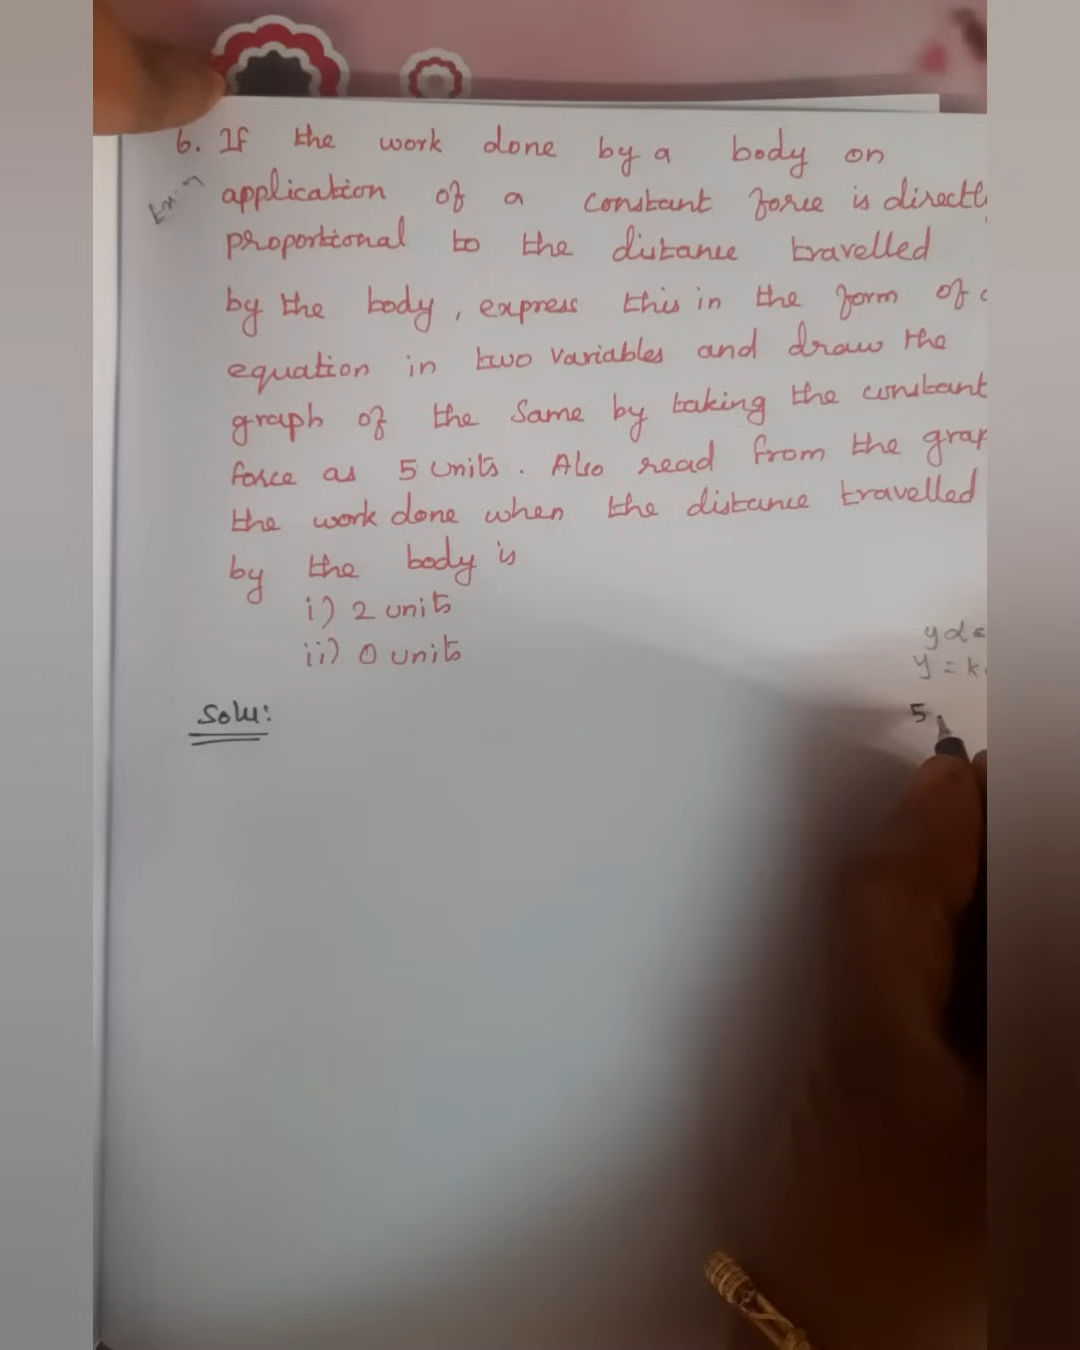 6. If the work done by a body on
application of a constant force is directl
proportional to the distance travelled
by the body, express this in the form of
equation in two variables and draw the
graph of the same by taking the constant
force as 5 units. Also read from the grap
the work done when the distance travelled
by the body is
i) 2 units
ii) 0 units
y α
y = k
5
Solu: